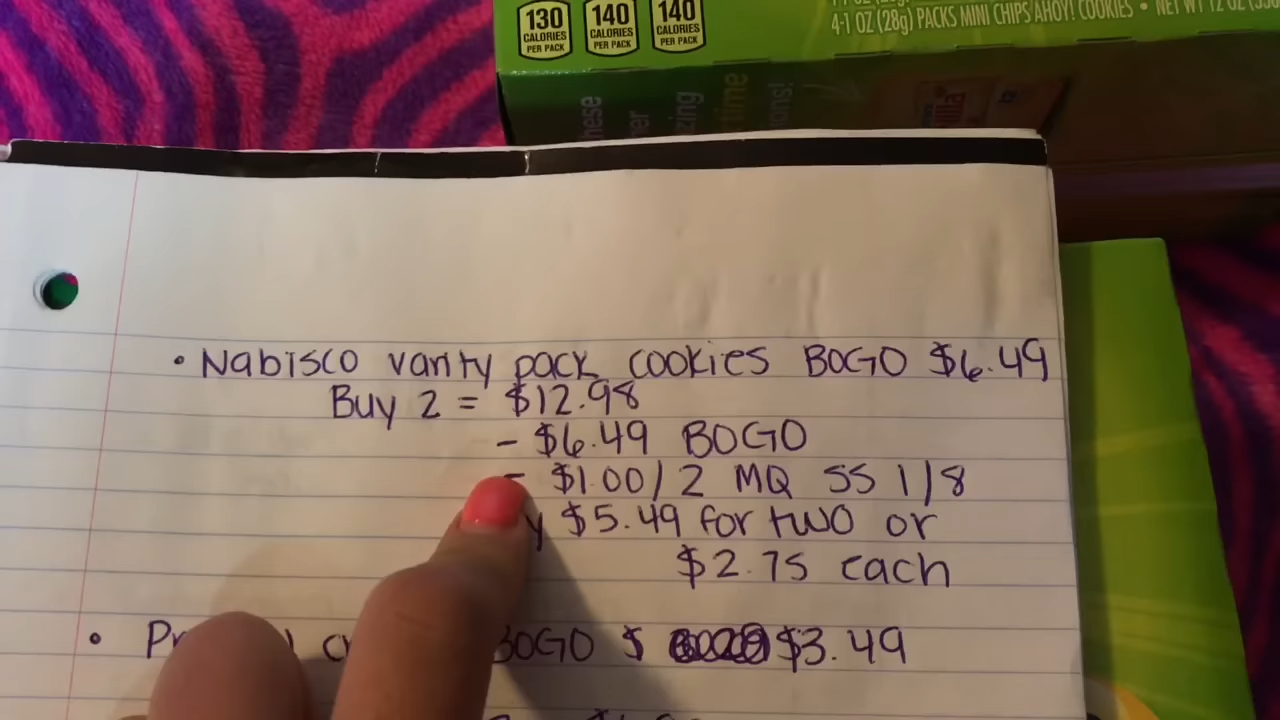 130 CALORIES PER PACK
140 CALORIES PER PACK
140 CALORIES PER PACK
4-1 OZ (28g) PACKS MINI CHIPS AHOY! COOKIES • NET WT 12 OZ
• Nabisco varity pack cookies BOGO $6.49
Buy 2 = $12.98
- $6.49 BOGO
- $1.00/2 MQ SS 1/8
y $5.49 for two or
$2.75 each
• BOGO $ $3.49